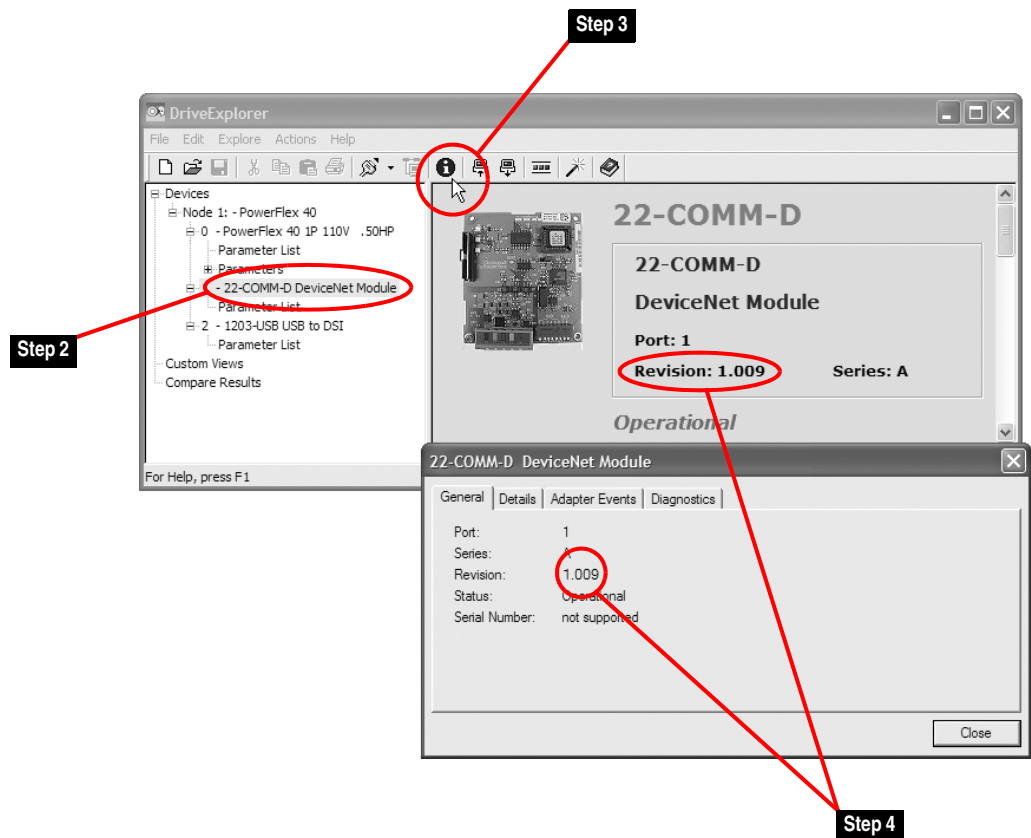 Step 3
DriveExplorer
File Edit Explore Actions Help
Devices
Node 1: - PowerFlex 40
0 - PowerFlex 40 1P 110V .50HP
Parameter List
Parameters
- 22-COMM-D DeviceNet Module
Parameter List
2 - 1203-USB USB to DSI
Parameter List
Custom Views
Compare Results
For Help, press F1
Step 2
22-COMM-D
22-COMM-D
DeviceNet Module
Port: 1
Revision: 1.009 Series: A
Operational
22-COMM-D DeviceNet Module
General Details Adapter Events Diagnostics
Port: 1
Series: A
Revision: 1.009
Status: Operational
Serial Number: not supported
Close
Step 4